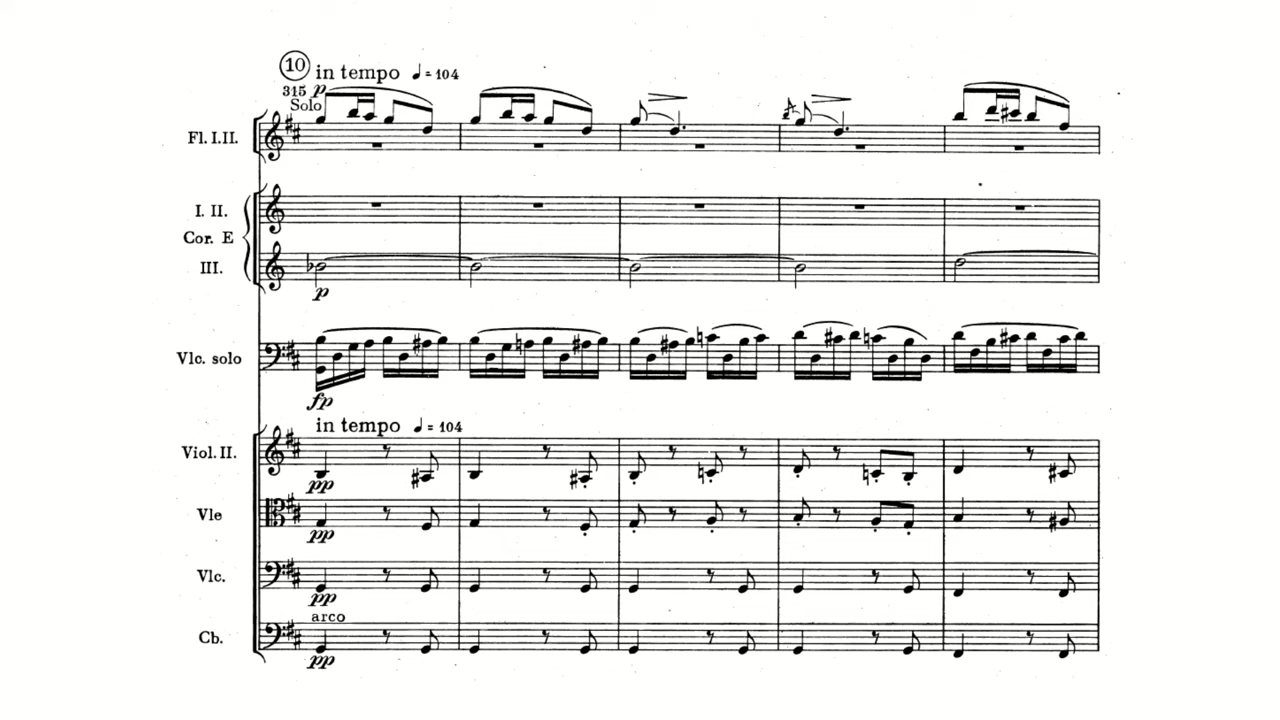 10 in tempo ♩ = 104
315 p
Solo
Fl. I.II.
I. II.
Cor. E
III.
p
Vlc. solo
fp
in tempo ♩ = 104
Viol. II.
pp
Vle
pp
Vlc.
pp
arco
Cb.
pp